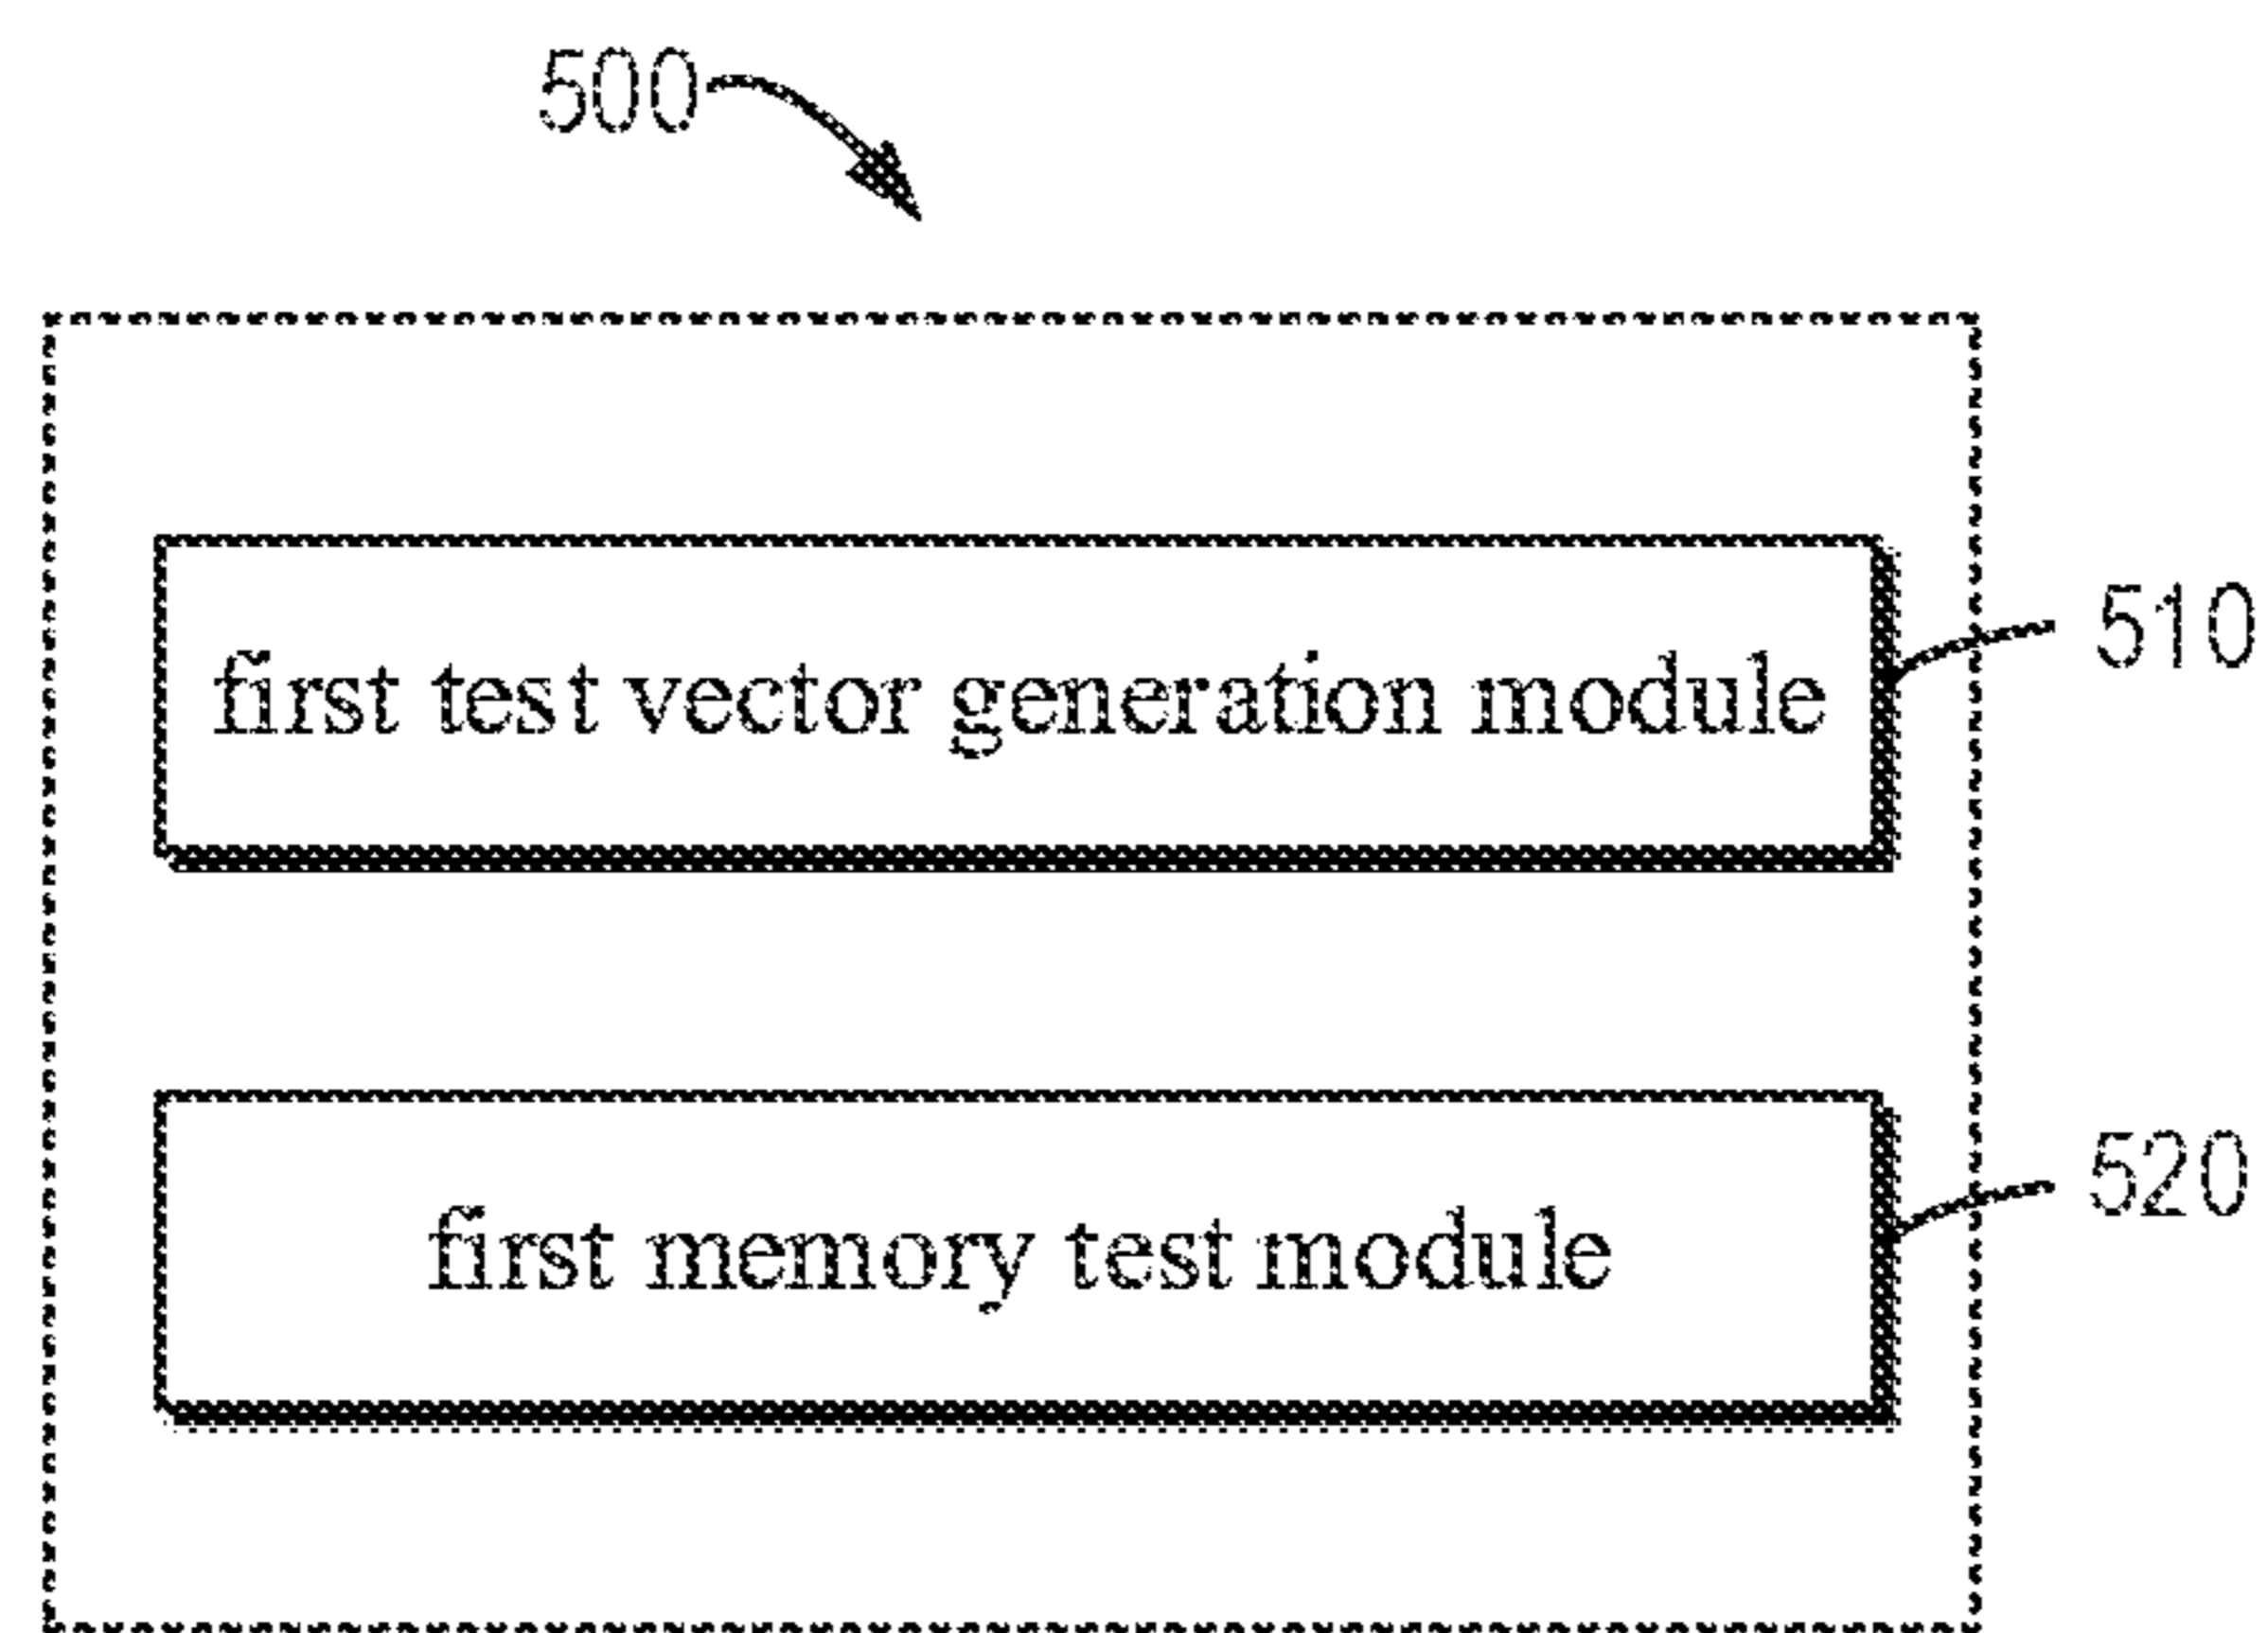 500
first test vector generation module
510
first memory test module
520